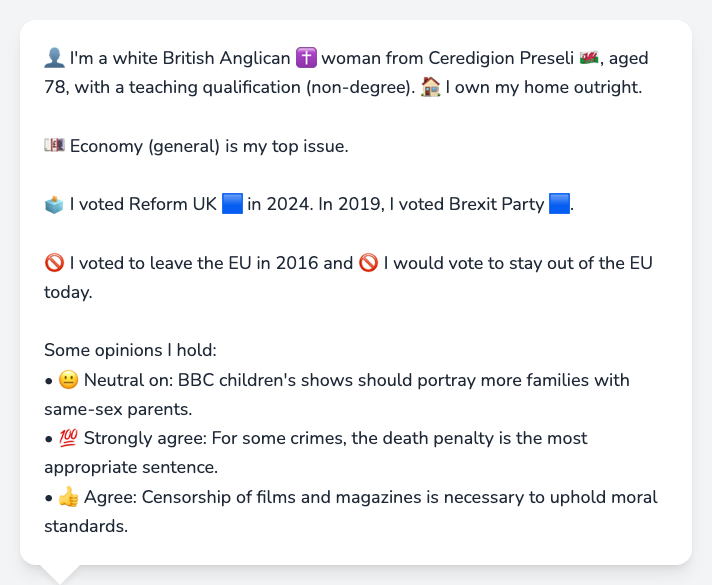 👤 I'm a white British Anglican ✝️ woman from Ceredigion Preseli 🏴󠁧󠁢󠁷󠁬󠁳󠁿, aged
78, with a teaching qualification (non-degree). 🏠 I own my home outright.
💷 Economy (general) is my top issue.
🗳️ I voted Reform UK 🟦 in 2024. In 2019, I voted Brexit Party 🟦.
🚫 I voted to leave the EU in 2016 and 🚫 I would vote to stay out of the EU
today.
Some opinions I hold:
• 😐 Neutral on: BBC children's shows should portray more families with
same-sex parents.
• 💯 Strongly agree: For some crimes, the death penalty is the most
appropriate sentence.
• 👍 Agree: Censorship of films and magazines is necessary to uphold moral
standards.